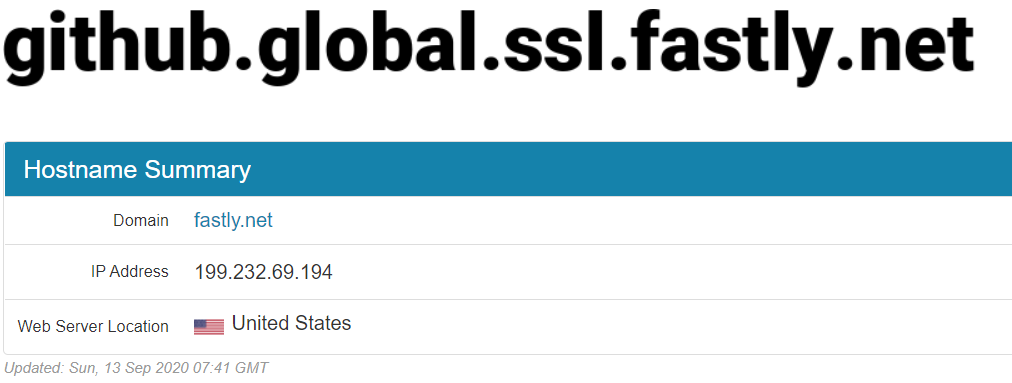 github.global.ssl.fastly.net
Hostname Summary
Domain fastly.net
IP Address 199.232.69.194
Web Server Location United States
Updated: Sun, 13 Sep 2020 07:41 GMT